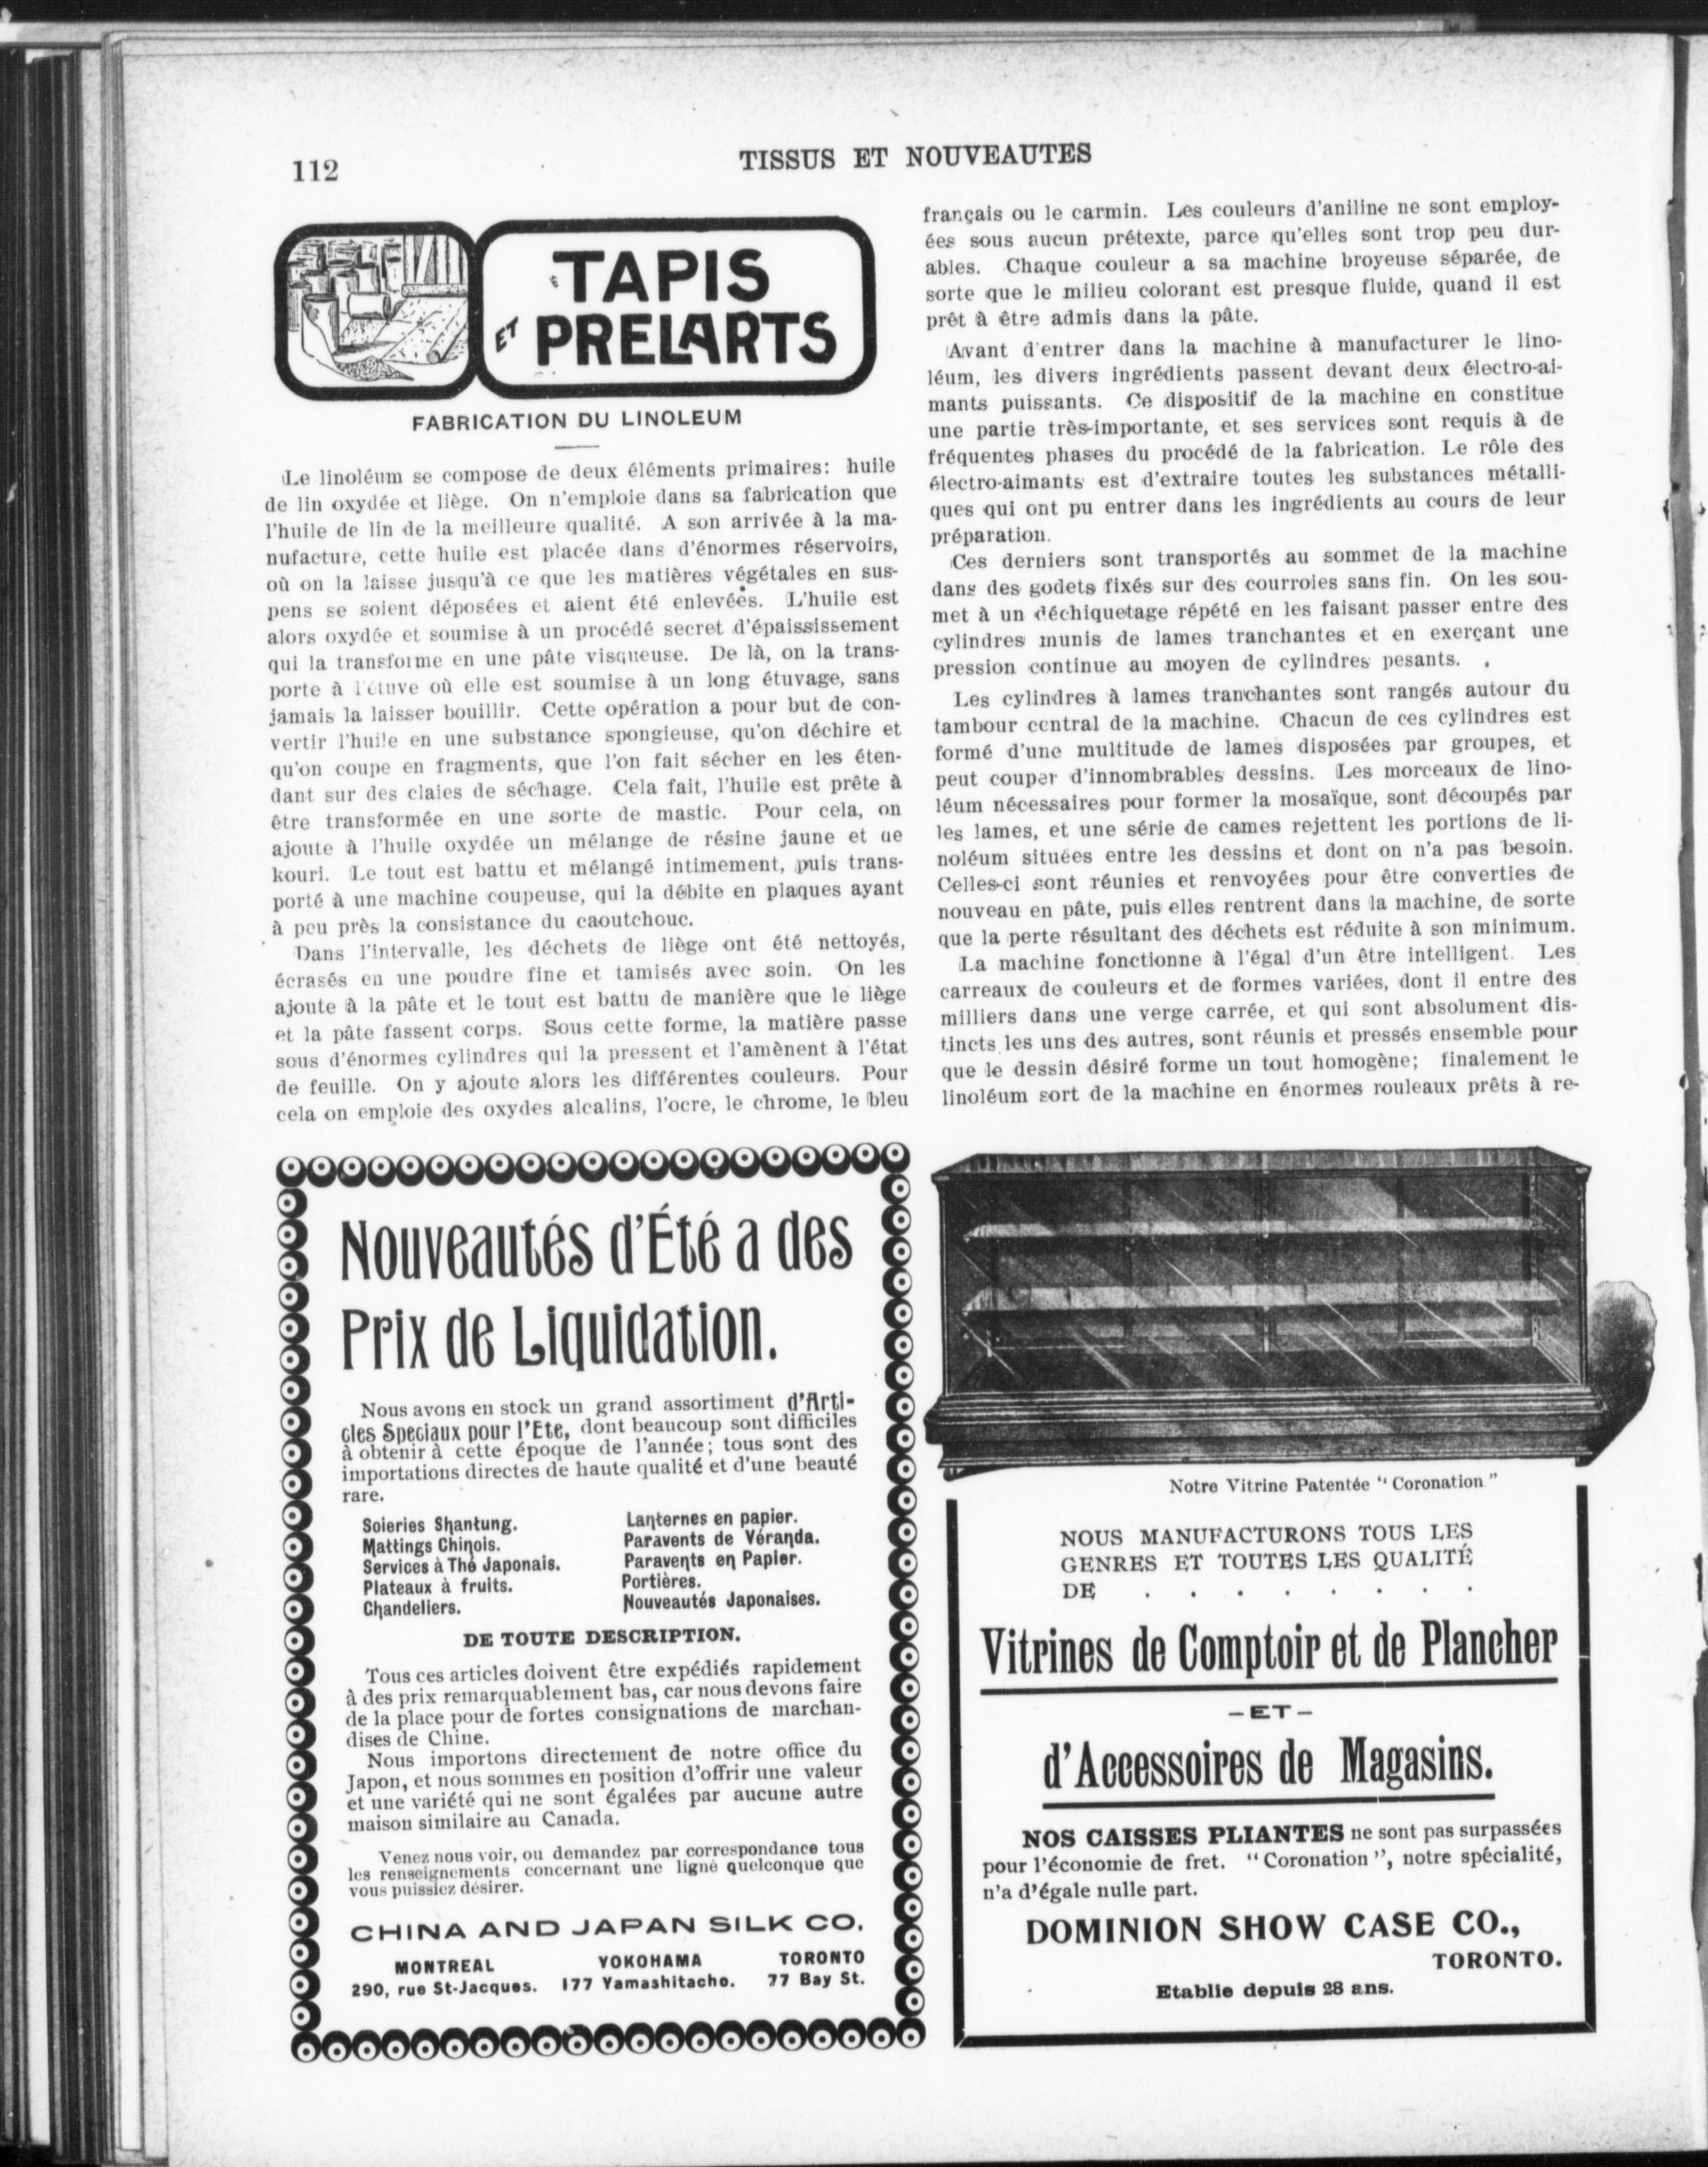 112
TISSUS ET NOUVEAUTES
TAPIS
ET PRELARTS
FABRICATION DU LINOLEUM
Le linoléum se compose de deux éléments primaires: huile
de lin oxydée et liège. On n'emploie dans sa fabrication que
l'huile de lin de la meilleure qualité. A son arrivée à la ma-
nufacture, cette huile est placée dans d'énormes réservoirs,
où on la laisse jusqu'à ce que les matières végétales en sus-
pens se soient déposées et aient été enlevées. L'huile est
alors oxydée et soumise à un procédé secret d'épaississement
qui la transforme en une pâte visqueuse. De là, on la trans-
porte à l'étuve où elle est soumise à un long étuvage, sans
jamais la laisser bouillir. Cette opération a pour but de con-
vertir l'huile en une substance spongieuse, qu'on déchire et
qu'on coupe en fragments, que l'on fait sécher en les éten-
dant sur des claies de séchage. Cela fait, l'huile est prête à
être transformée en une sorte de mastic. Pour cela, on
ajoute à l'huile oxydée un mélange de résine jaune et de
kouri. Le tout est battu et mélangé intimement, puis trans-
porté à une machine coupeuse, qui la débite en plaques ayant
à peu près la consistance du caoutchouc.
Dans l'intervalle, les déchets de liège ont été nettoyés,
écrasés en une poudre fine et tamisés avec soin. On les
ajoute à la pâte et le tout est battu de manière que le liège
et la pâte fassent corps. Sous cette forme, la matière passe
sous d'énormes cylindres qui la pressent et l'amènent à l'état
de feuille. On y ajoute alors les différentes couleurs. Pour
cela on emploie des oxydes alcalins, l'ocre, le chrome, le bleu
français ou le carmin. Les couleurs d'aniline ne sont employ-
ées sous aucun prétexte, parce qu'elles sont trop peu dur-
ables. Chaque couleur a sa machine broyeuse séparée, de
sorte que le milieu colorant est presque fluide, quand il est
prêt à être admis dans la pâte.
Avant d'entrer dans la machine à manufacturer le lino-
léum, les divers ingrédients passent devant deux électro-ai-
mants puissants. Ce dispositif de la machine en constitue
une partie très-importante, et ses services sont requis à de
fréquentes phases du procédé de la fabrication. Le rôle des
électro-aimants est d'extraire toutes les substances métalli-
ques qui ont pu entrer dans les ingrédients au cours de leur
préparation.
Ces derniers sont transportés au sommet de la machine
dans des godets fixés sur des courroies sans fin. On les sou-
met à un déchiquetage répété en les faisant passer entre des
cylindres munis de lames tranchantes et en exerçant une
pression continue au moyen de cylindres pesants.
Les cylindres à lames tranchantes sont rangés autour du
tambour central de la machine. Chacun de ces cylindres est
formé d'une multitude de lames disposées par groupes, et
peut couper d'innombrables dessins. Les morceaux de lino-
léum nécessaires pour former la mosaïque, sont découpés par
les lames, et une série de cames rejettent les portions de li-
noléum situées entre les dessins et dont on n'a pas besoin.
Celles-ci sont réunies et renvoyées pour être converties de
nouveau en pâte, puis elles rentrent dans la machine, de sorte
que la perte résultant des déchets est réduite à son minimum.
La machine fonctionne à l'égal d'un être intelligent. Les
carreaux de couleurs et de formes variées, dont il entre des
milliers dans une verge carrée, et qui sont absolument dis-
tincts les uns des autres, sont réunis et pressés ensemble pour
que le dessin désiré forme un tout homogène; finalement le
linoléum sort de la machine en énormes rouleaux prêts à re-
Nouveautés d'Été a des
Prix de Liquidation.
Nous avons en stock un grand assortiment d'Arti-
cles Speciaux pour l'Ete, dont beaucoup sont difficiles
à obtenir à cette époque de l'année; tous sont des
importations directes de haute qualité et d'une beauté
rare.
Soieries Shantung.
Mattings Chinois.
Services à Thé Japonais.
Plateaux à fruits.
Chandeliers.
Lanternes en papier.
Paravents de Véranda.
Paravents en Papier.
Portières.
Nouveautés Japonaises.
DE TOUTE DESCRIPTION.
Tous ces articles doivent être expédiés rapidement
à des prix remarquablement bas, car nous devons faire
de la place pour de fortes consignations de marchan-
dises de Chine.
Nous importons directement de notre office du
Japon, et nous sommes en position d'offrir une valeur
et une variété qui ne sont égalées par aucune autre
maison similaire au Canada.
Venez nous voir, ou demandez par correspondance tous
les renseignements concernant une ligne quelconque que
vous puissiez désirer.
CHINA AND JAPAN SILK CO.
MONTREAL YOKOHAMA TORONTO
290, rue St-Jacques. 177 Yamashitacho. 77 Bay St.
Notre Vitrine Patentée "Coronation"
NOUS MANUFACTURONS TOUS LES
GENRES ET TOUTES LES QUALITÉ
DE . . . . . . . .
Vitrines de Comptoir et de Plancher
—ET—
d'Accessoires de Magasins.
NOS CAISSES PLIANTES ne sont pas surpassées
pour l'économie de fret. "Coronation", notre spécialité,
n'a d'égale nulle part.
DOMINION SHOW CASE CO.,
TORONTO.
Etablie depuis 28 ans.